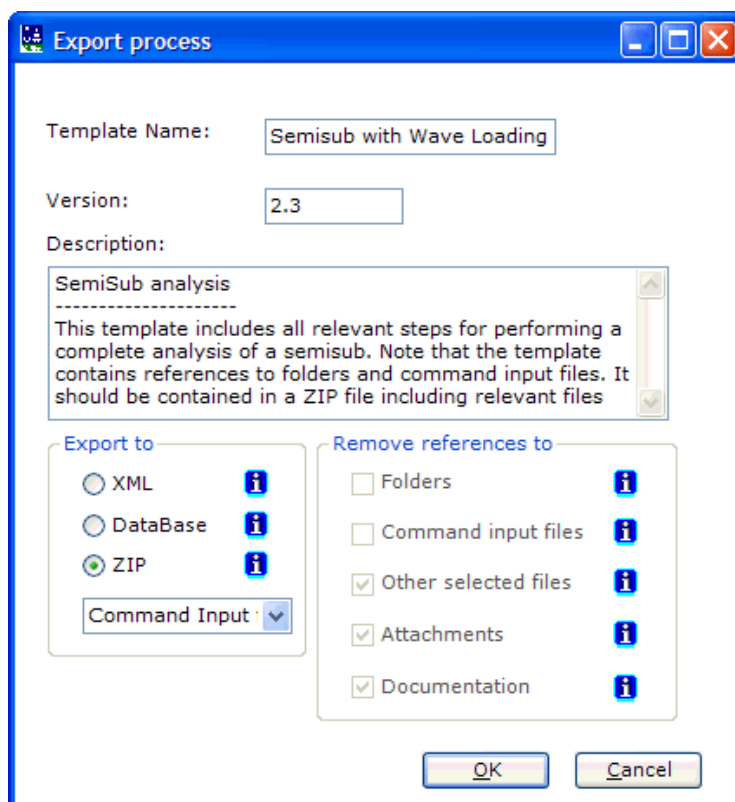 Export process
Template Name:
Semisub with Wave Loading
Version:
2.3
Description:
SemiSub analysis
---------------------
This template includes all relevant steps for performing a
complete analysis of a semisub. Note that the template
contains references to folders and command input files. It
should be contained in a ZIP file including relevant files
Export to
XML
DataBase
ZIP
Command Input
Remove references to
Folders
Command input files
Other selected files
Attachments
Documentation
OK
Cancel